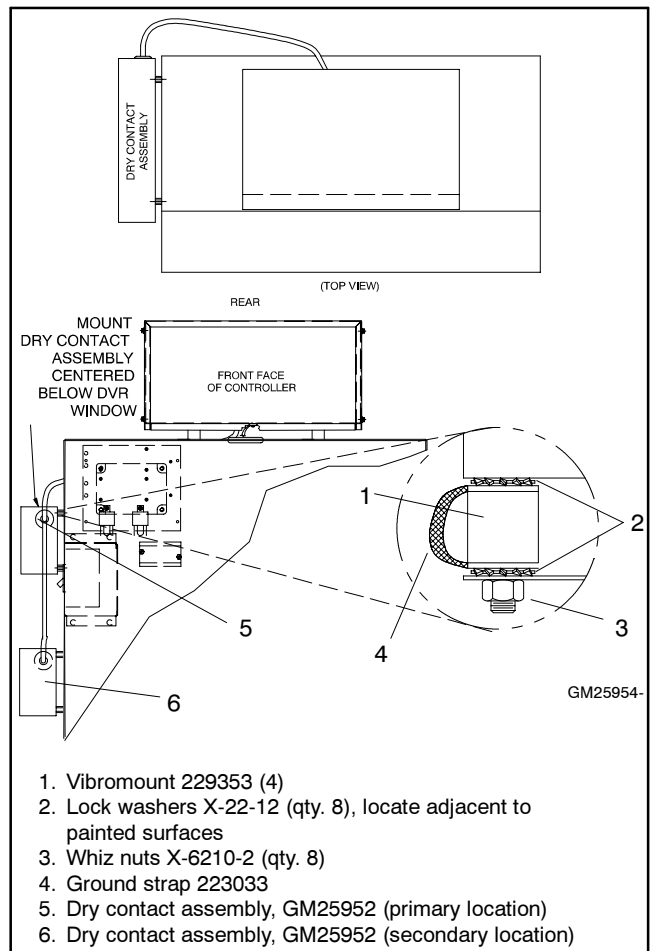 DRY CONTACT
ASSEMBLY
(TOP VIEW)
REAR
MOUNT
DRY CONTACT
ASSEMBLY
CENTERED
BELOW DVR
WINDOW
FRONT FACE
OF CONTROLLER
1
2
3
4
5
6
GM25954-
1. Vibromount 229353 (4)
2. Lock washers X-22-12 (qty. 8), locate adjacent to
painted surfaces
3. Whiz nuts X-6210-2 (qty. 8)
4. Ground strap 223033
5. Dry contact assembly, GM25952 (primary location)
6. Dry contact assembly, GM25952 (secondary location)